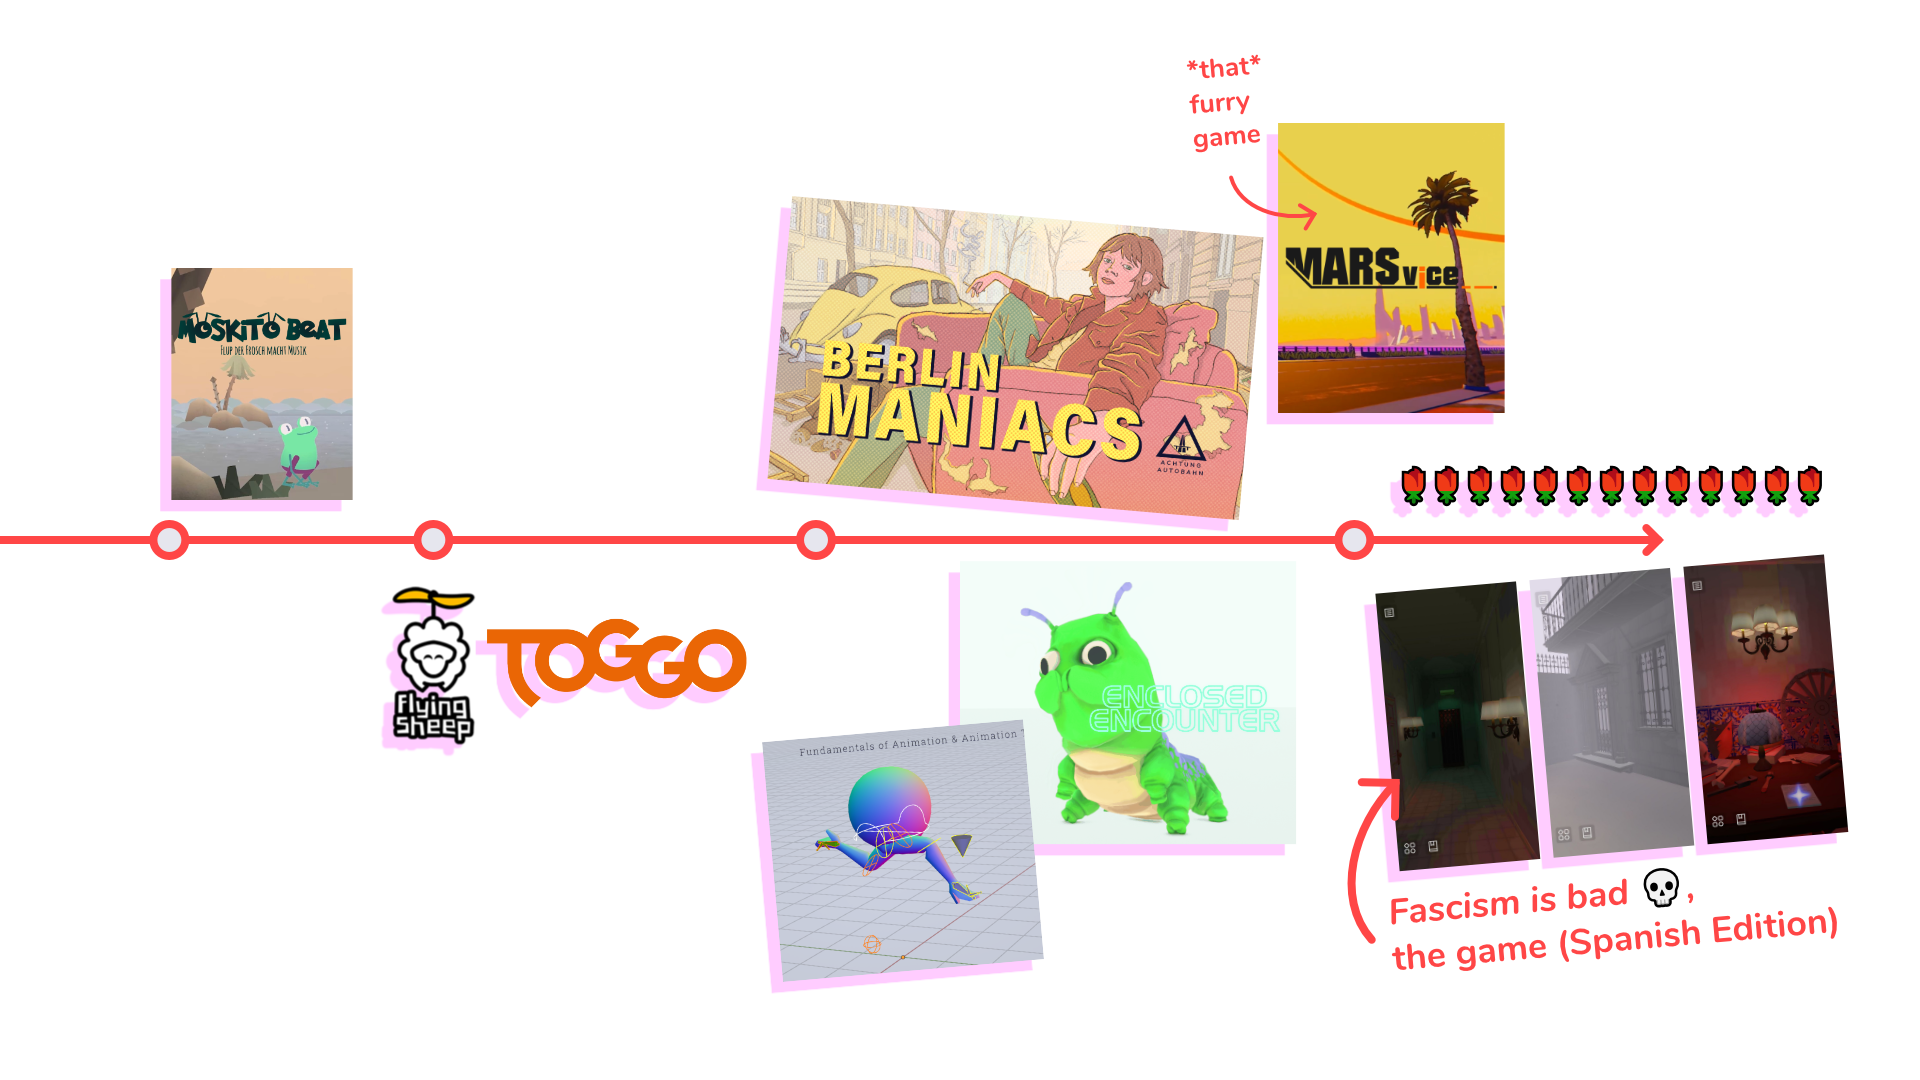 *that*
furry
game
MARS vice
BERLIN
MANIACS
ACHTUNG
AUTOBAHN
MOSKiTO BeAT
FLUP DER FROSCH MACHT MUSIK
flying
sheep
TOGGO
ENCLOSED
ENCOUNTER
Fundamentals of Animation & Animation
Fascism is bad 💀,
the game (Spanish Edition)